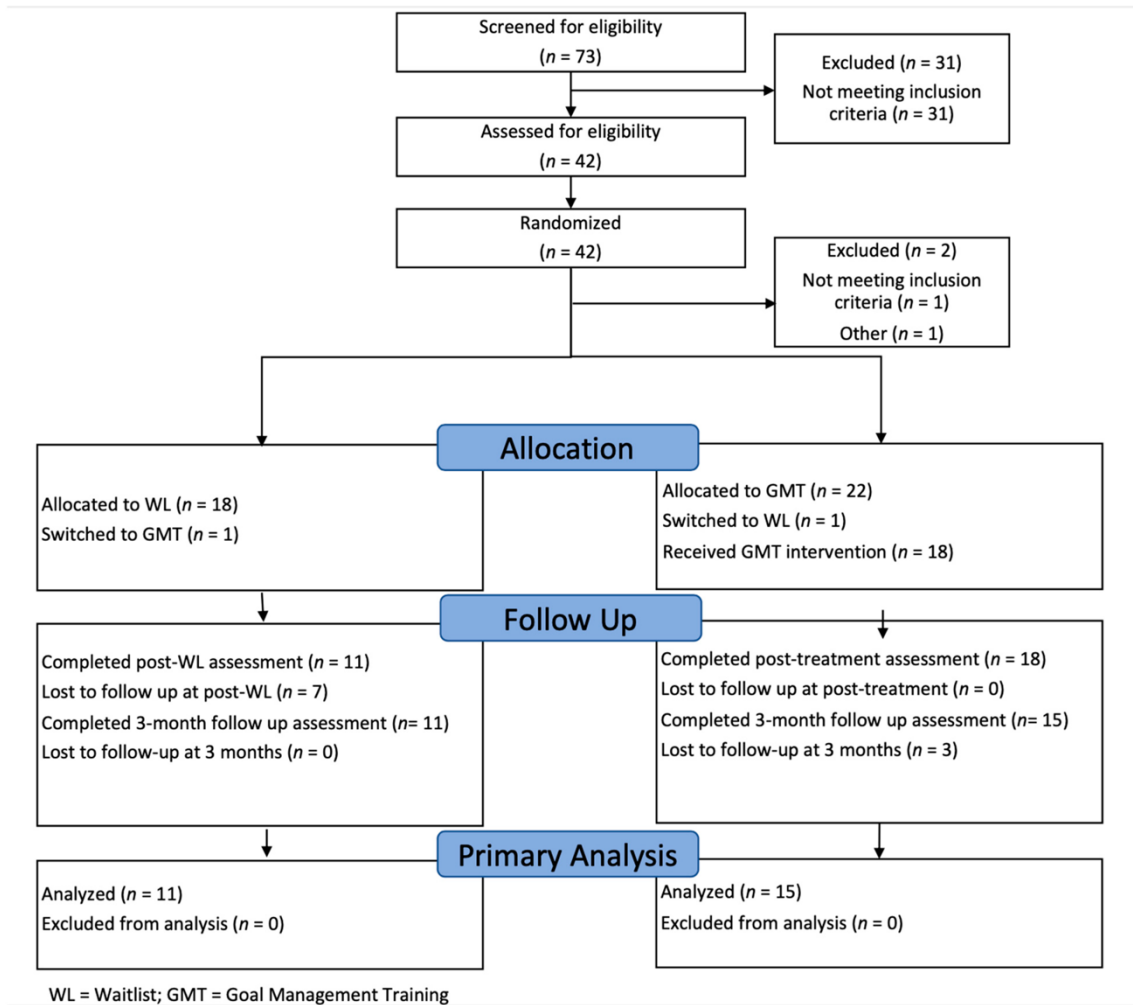 Screened for eligibility
(n = 73)
Excluded (n = 31)
Not meeting inclusion
criteria (n = 31)
Assessed for eligibility
(n = 42)
Randomized
(n = 42)
Excluded (n = 2)
Not meeting inclusion
criteria (n = 1)
Other (n = 1)
Allocation
Allocated to WL (n = 18)
Switched to GMT (n = 1)
Allocated to GMT (n = 22)
Switched to WL (n = 1)
Received GMT intervention (n = 18)
Follow Up
Completed post-WL assessment (n = 11)
Lost to follow up at post-WL (n = 7)
Completed 3-month follow up assessment (n= 11)
Lost to follow-up at 3 months (n = 0)
Completed post-treatment assessment (n = 18)
Lost to follow up at post-treatment (n = 0)
Completed 3-month follow up assessment (n= 15)
Lost to follow-up at 3 months (n = 3)
Primary Analysis
Analyzed (n = 11)
Excluded from analysis (n = 0)
Analyzed (n = 15)
Excluded from analysis (n = 0)
WL = Waitlist; GMT = Goal Management Training